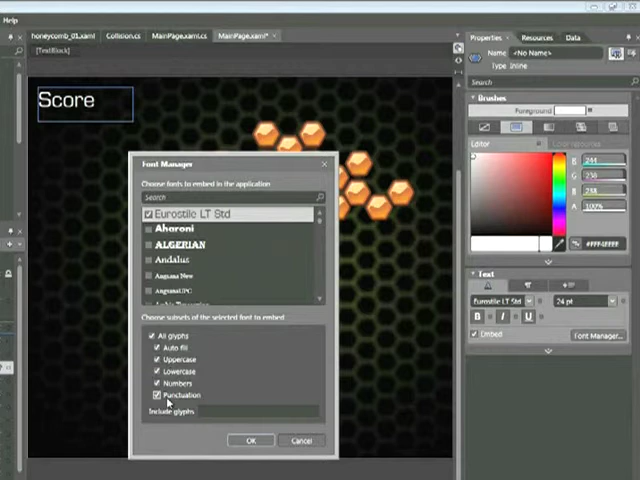 Help
honeycomb_01.xaml Collision.cs MainPage.xaml.cs MainPage.xaml*
[TextBlock]
Score
Font Manager
Choose fonts to embed in the application
Search
Eurostile LT Std
Aharoni
ALGERIAN
Andalus
Angsana New
AngsanaUPC
Choose subsets of the selected font to embed
All glyphs
Auto fill
Uppercase
Lowercase
Numbers
Punctuation
Include glyphs
OK Cancel
Properties Resources Data
Name <No Name>
Type Inline
Search
Brushes
Foreground
Editor Color resources
R 244
G
B
A 100%
Text
Eurostile LT Std 24 pt
B I U
Embed Font Manager...